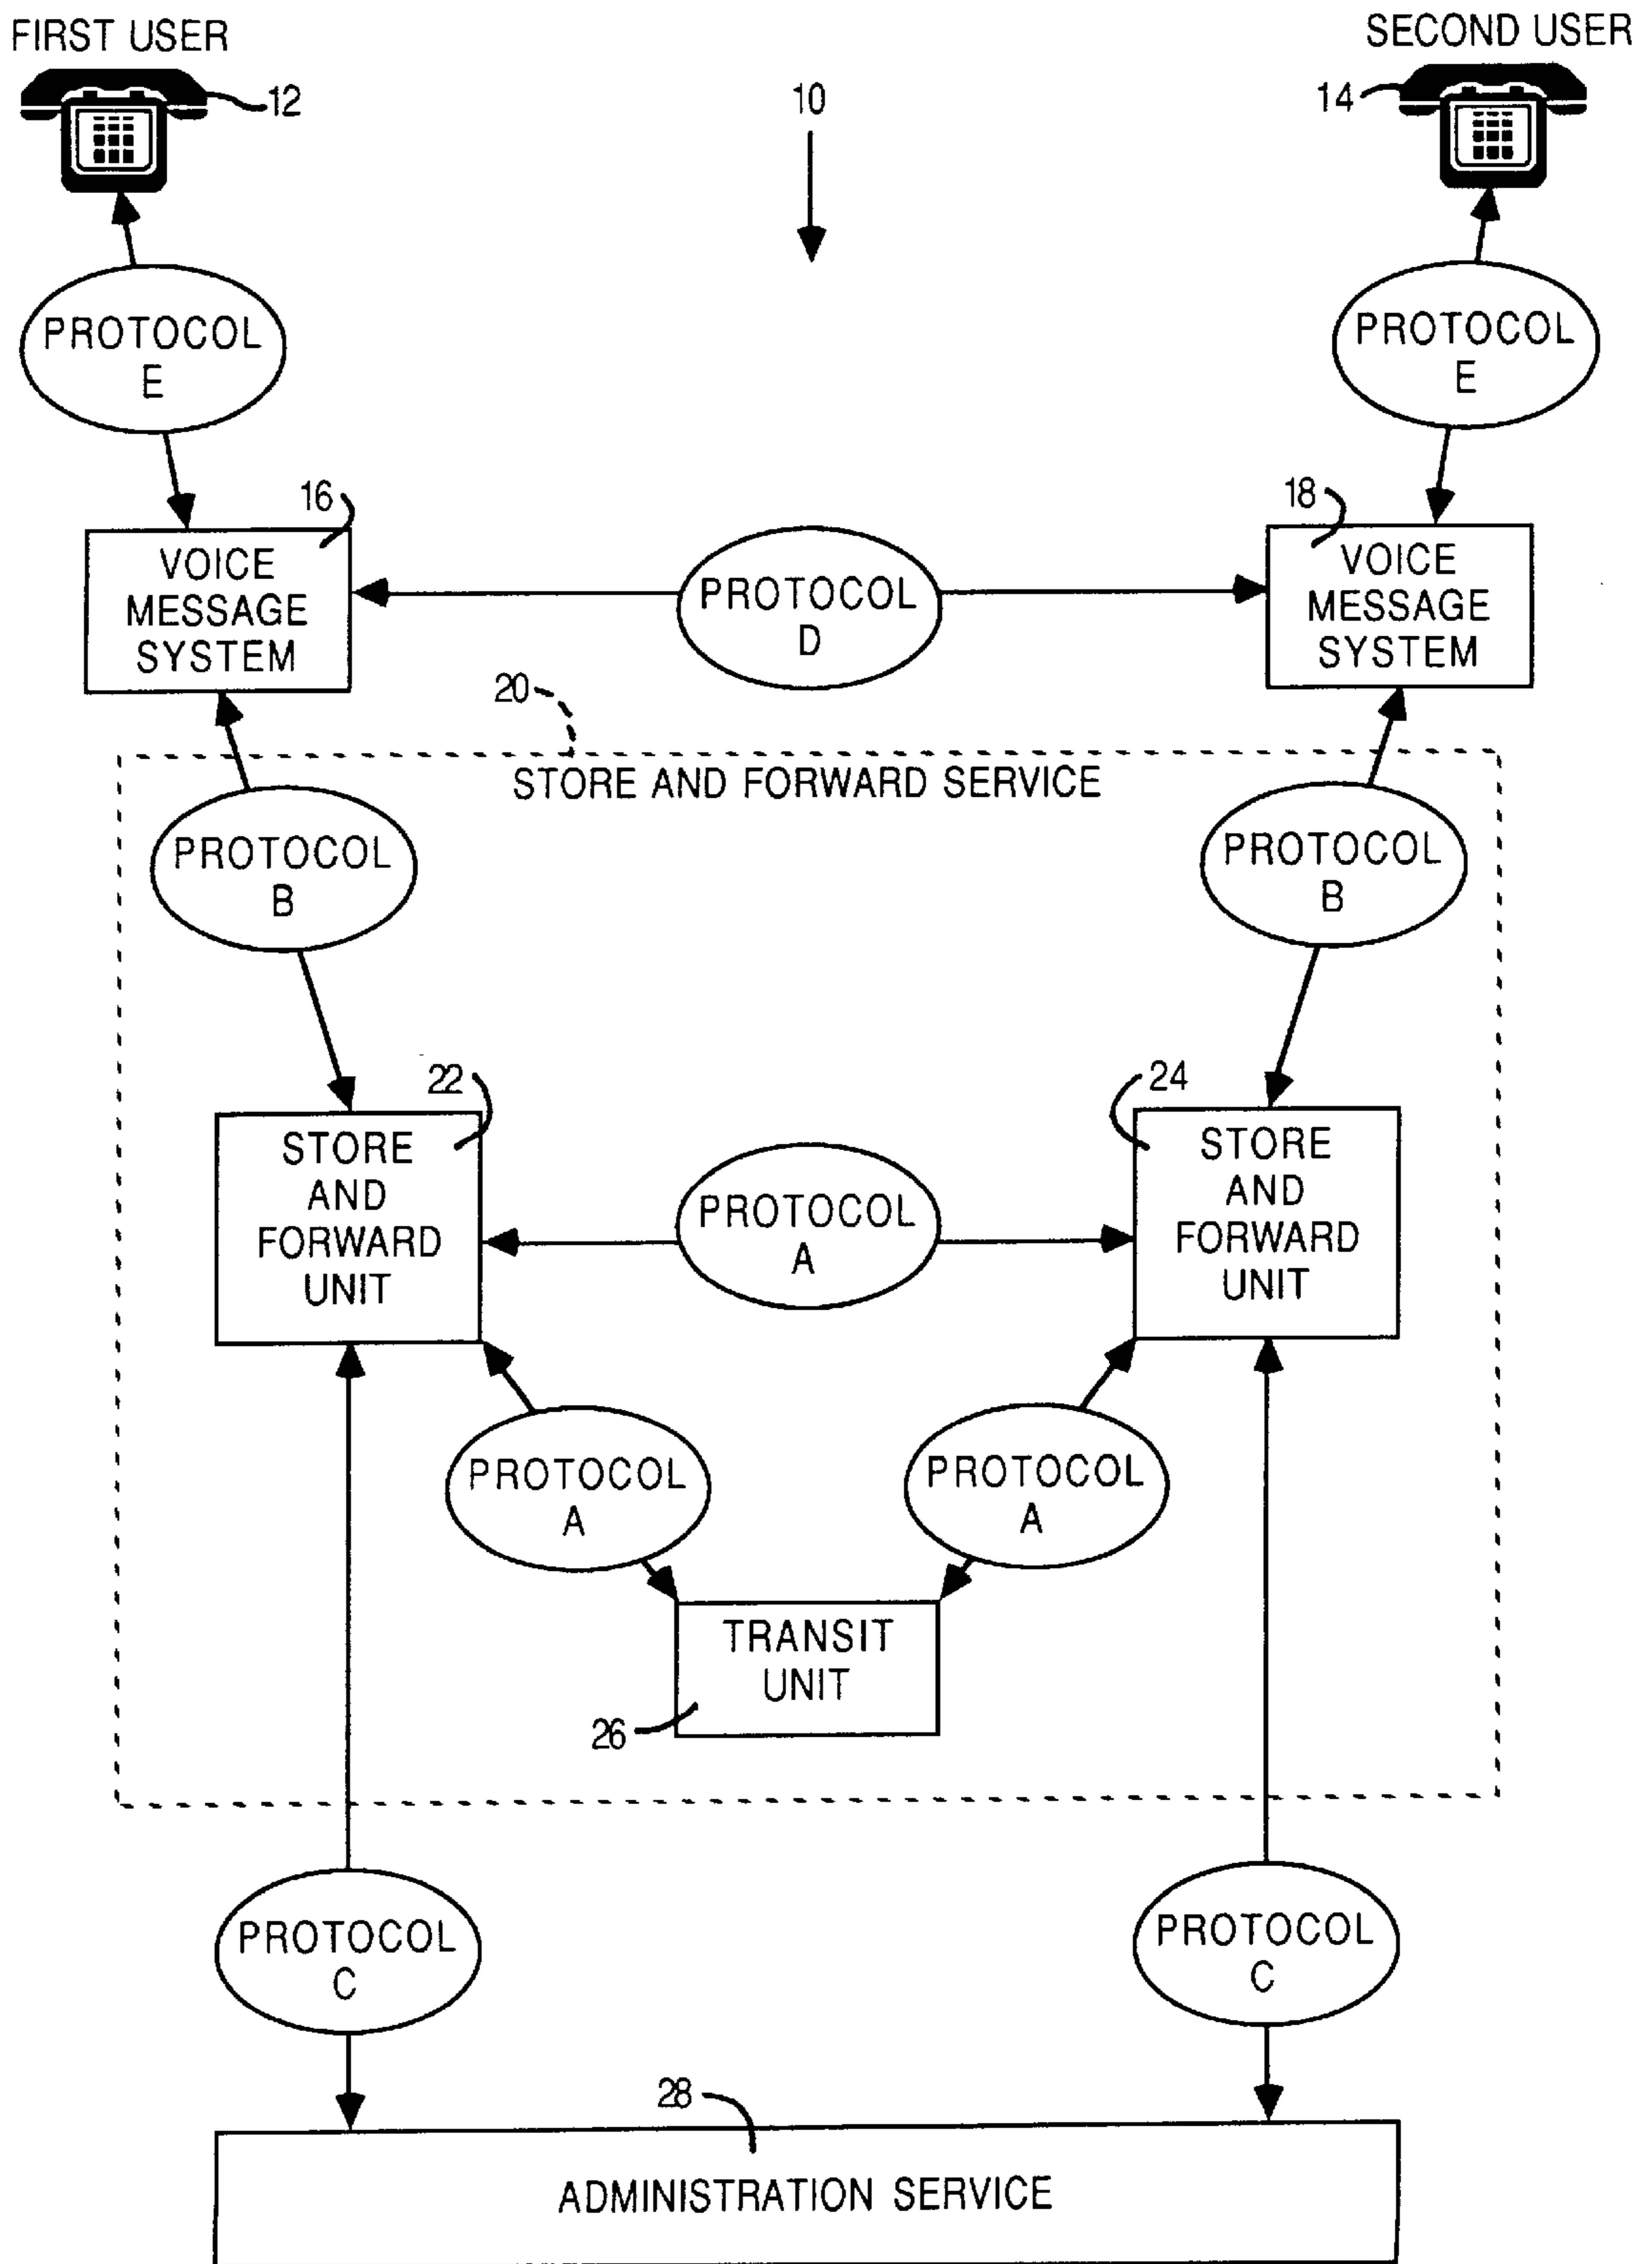 FIRST USER
SECOND USER
12
10
14
PROTOCOL
E
PROTOCOL
E
16
18
VOICE
MESSAGE
SYSTEM
PROTOCOL
D
VOICE
MESSAGE
SYSTEM
20
STORE AND FORWARD SERVICE
PROTOCOL
B
PROTOCOL
B
22
24
STORE
AND
FORWARD
UNIT
PROTOCOL
A
STORE
AND
FORWARD
UNIT
PROTOCOL
A
PROTOCOL
A
TRANSIT
UNIT
26
PROTOCOL
C
PROTOCOL
C
28
ADMINISTRATION SERVICE